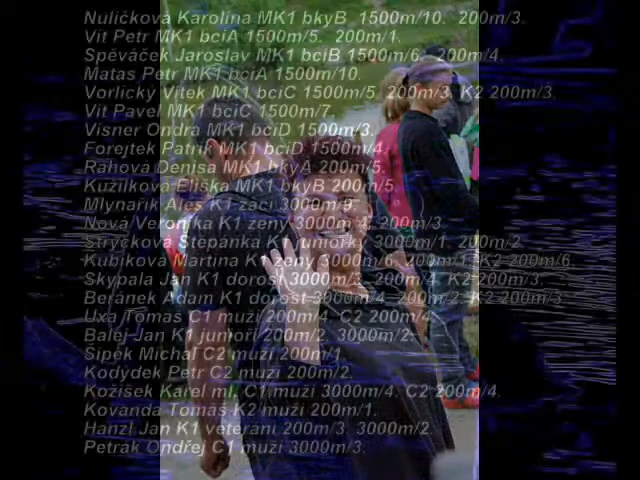 Nuličková Karolína MK1 bkyB  1500m/10.  200m/3.
Vít Petr MK1 bciA 1500m/5.  200m/1.
Spěváček Jaroslav MK1 bciB 1500m/6.  200m/4.
Matas Petr MK1 bciA 1500m/10.
Vorlický Vítek MK1 bciC 1500m/5. 200m/3. K2 200m/3.
Vít Pavel MK1 bciC 1500m/7.
Visner Ondra MK1 bciD 1500m/3.
Forejtek Patrik MK1 bciD 1500m/4.
Rahová Denisa MK1 bkyA 200m/5.
Kuzilková Eliška MK1 bkyB 200m/5.
Mlynařík Aleš K1 žáci 3000m/9.
Nová Veronika K1 ženy 3000m/2. 200m/3
Stryčková Štěpánka K1 juniorky 3000m/1. 200m/2
Kubíková Martina K1 ženy 3000m/6. 200m/1. K2 200m/6.
Skypala Jan K1 dorost 3000m/ 200m/4. K2 200m/3.
Beránek Adam K1 dorost 3000m/4. 200m/2. K2 200m/3.
Uxa Tomáš C1 muži 200m/ C2 200m/4.
Balej Jan K1 junioři 200m/2. 3000m/2.
Šípek Michal C2 muži 200m/1.
Kodýdek Petr C2 muži 200m/2.
Kožíšek Karel ml. C1 muži 3000m/4. C2 200m/4.
Kovanda Tomáš K2 muži 200m/1.
Hanzl Jan K1 veteráni 200m/3. 3000m/2.
Petrák Ondřej C1 muži 3000m/3.